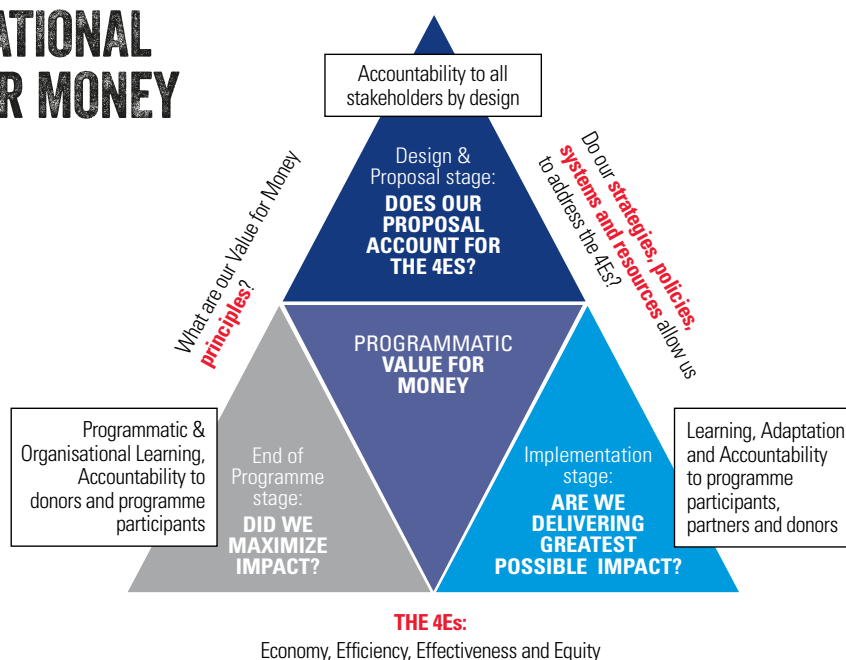 ATIONAL
R MONEY
Accountability to all
stakeholders by design
Design &
Proposal stage:
DOES OUR
PROPOSAL
ACCOUNT FOR
THE 4ES?
What are our Value for Money
principles?
Do our strategies, policies,
systems and resources allow us
to address the 4Es?
PROGRAMMATIC
VALUE FOR
MONEY
Programmatic &
Organisational Learning,
Accountability to
donors and programme
participants
End of
Programme
stage:
DID WE
MAXIMIZE
IMPACT?
Implementation
stage:
ARE WE
DELIVERING
GREATEST
POSSIBLE IMPACT?
Learning, Adaptation
and Accountability
to programme
participants,
partners and donors
THE 4Es:
Economy, Efficiency, Effectiveness and Equity